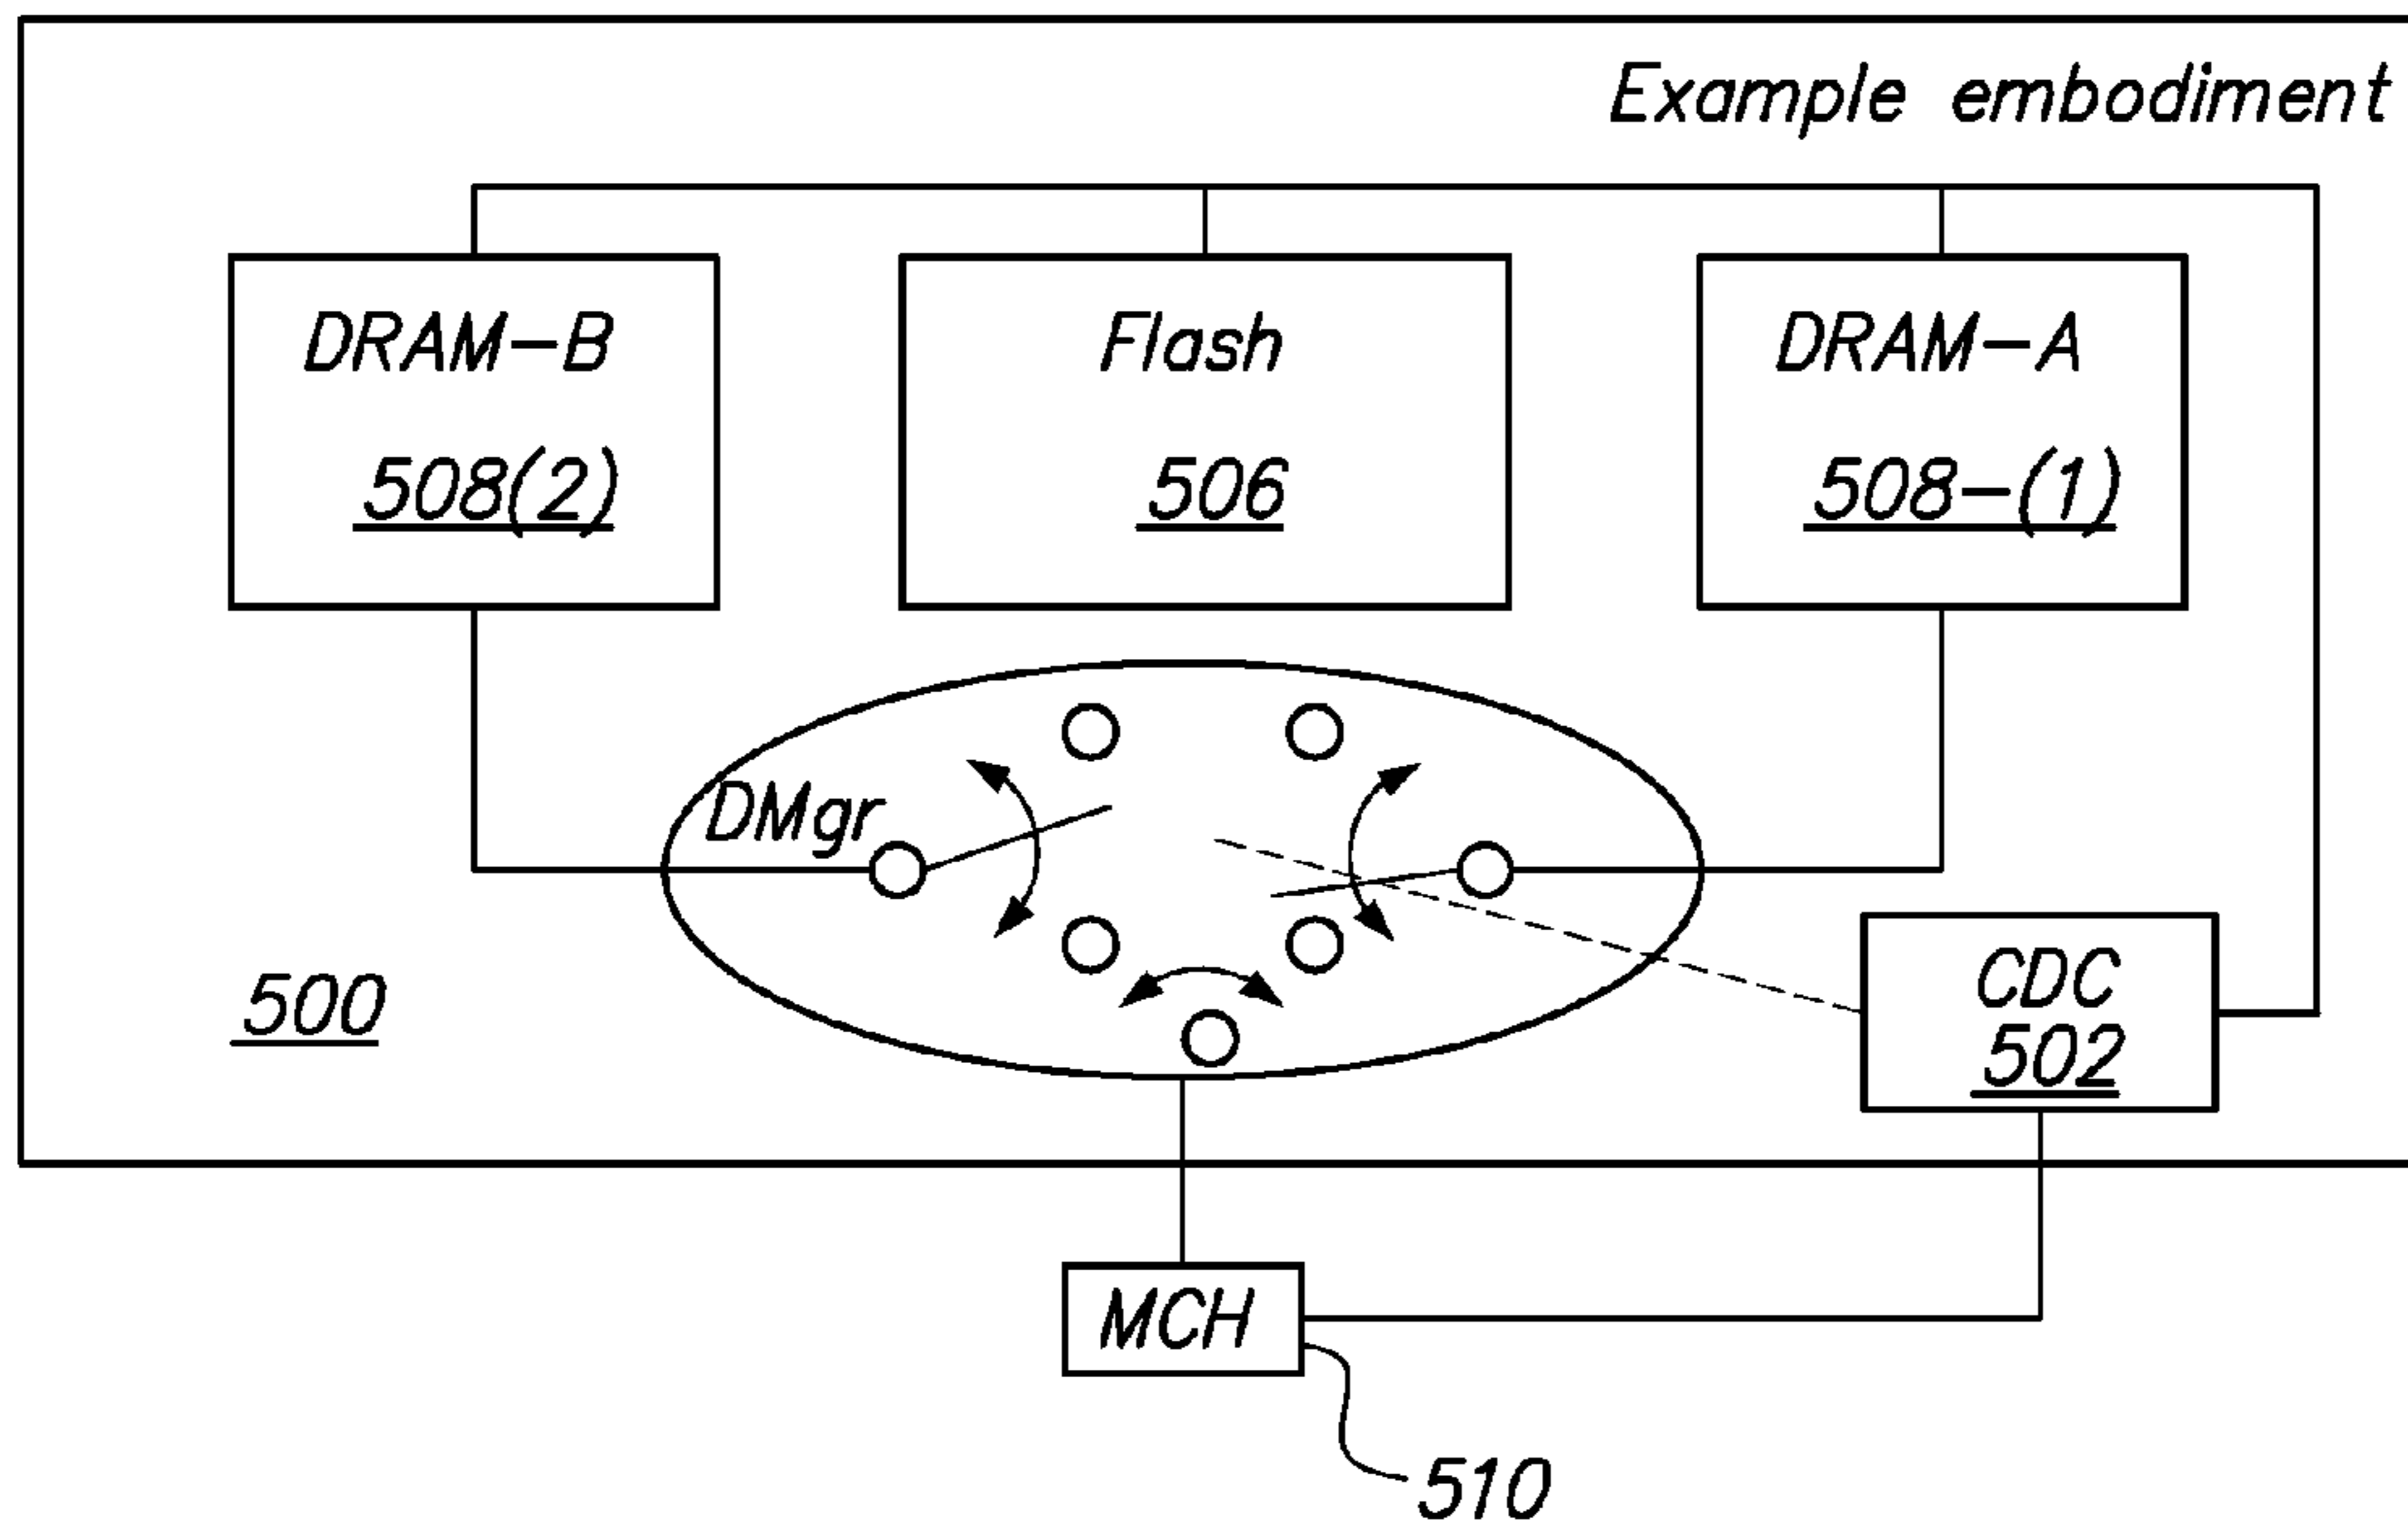 Example embodiment
DRAM-B
508(2)
Flash
506
DRAM-A
508-(1)
DMgr
500
CDC
502
MCH
510